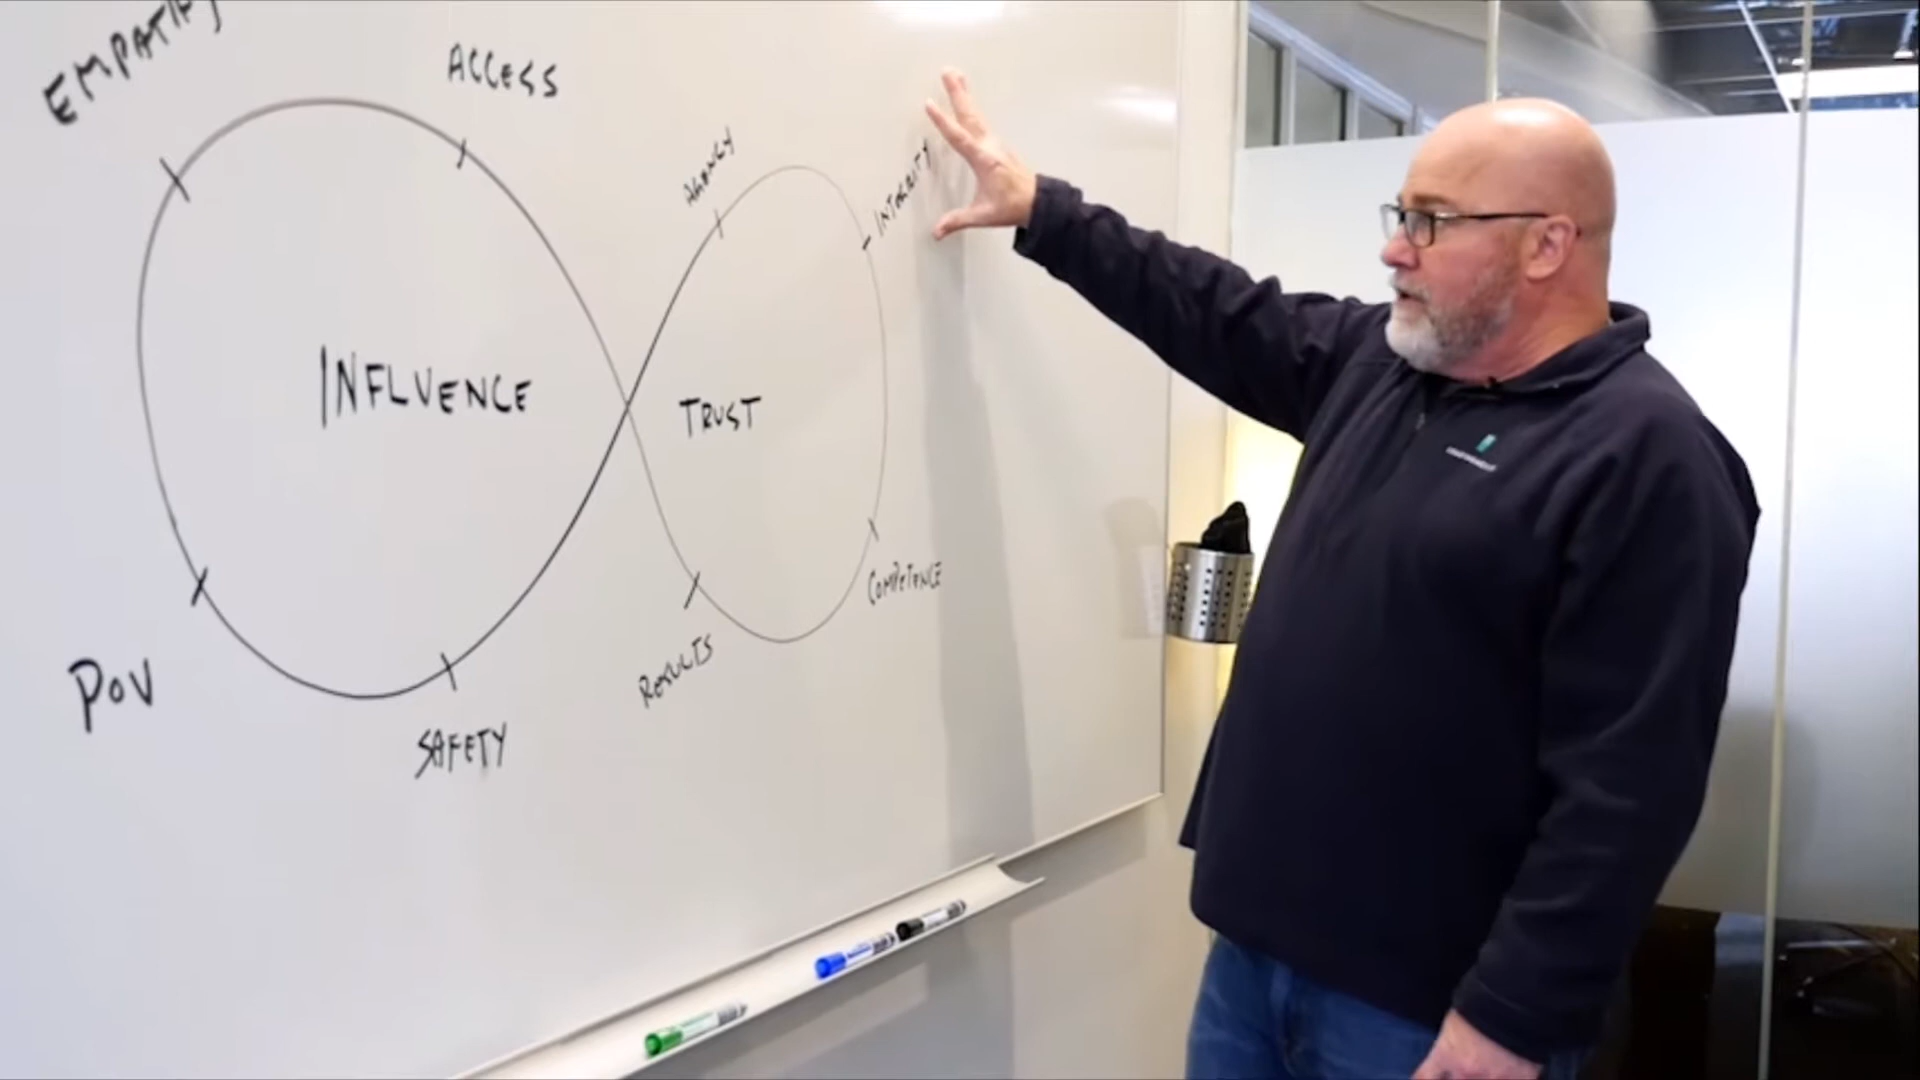 EMPATHY
ACCESS
AGENCY
INTEGRITY
INFLUENCE
TRUST
COMPETENCE
RESULTS
POV
SAFETY